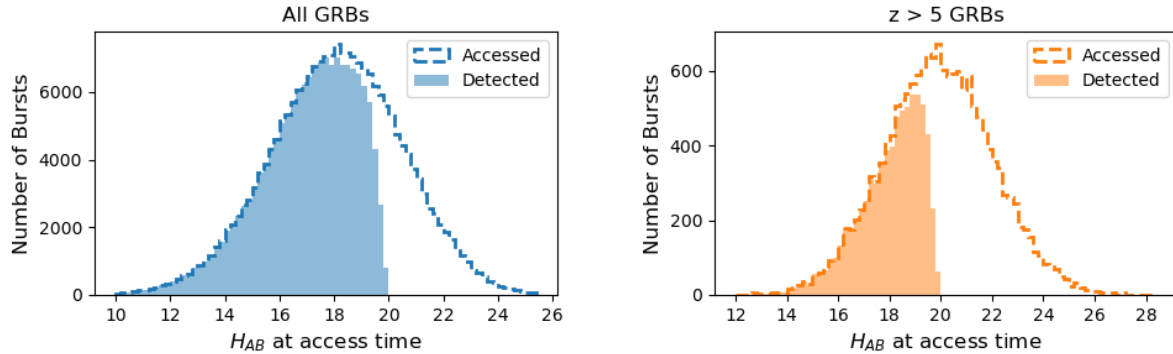 All GRBs
Number of Bursts
6000
4000
2000
0
Accessed
Detected
10 12 14 16 18 20 22 24 26
H_AB at access time
z > 5 GRBs
Number of Bursts
600
400
200
0
Accessed
Detected
12 14 16 18 20 22 24 26 28
H_AB at access time